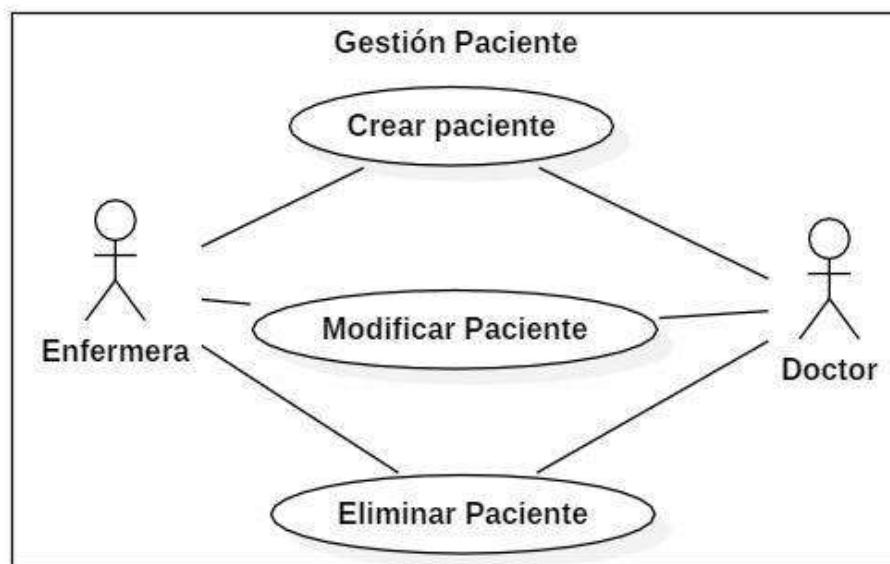 Gestión Paciente
Crear paciente
Modificar Paciente
Enfermera
Doctor
Eliminar Paciente